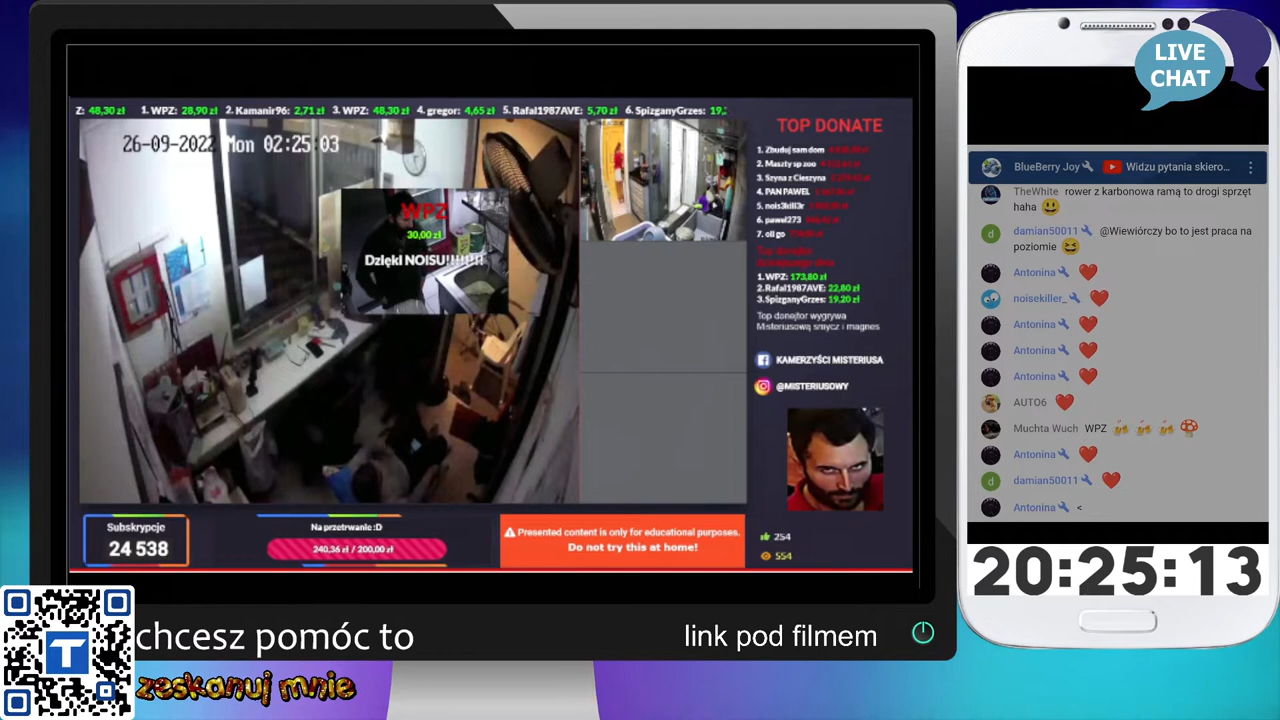 LIVE
CHAT
Z: 48,30 zł 1. WPZ: 28,90 zł 2. Kamanir96: 2,71 zł 3. WPZ: 48,30 zł 4. gregor: 4,65 zł 5. Rafal1987AVE: 5,70 zł 6. SpizganyGrzes: 19,
26-09-2022 Mon 02:25:03
WPZ
30,00 zł
Dzięki NOISU!!!!!!!
TOP DONATE
1. Zbuduj sam dom
2. Maszty sp zoo
3. Szyna z Cieszyna
4. PAN PAWEŁ
5. nois3kill3r
6. pawel273
7. oli go
Top donejtor
1.WPZ: 173,80 zł
2.Rafal1987AVE: 22,80 zł
3.SpizganyGrzes: 19.20 zł
Top donejtor wygrywa
Misteriusową smycz i magnes
KAMERZYŚCI MISTERIUSA
@MISTERIUSOWY
Subskrypcje
24 538
Na przetrwanie :D
240,36 zł / 200,00 zł
Presented content is only for educational purposes.
Do not try this at home!
254
554
BlueBerry Joy Widzu pytania skiero...
TheWhite rower z karbonowa ramą to drogi sprzęt
haha
damian50011 @Wiewiórczy bo to jest praca na
poziomie
Antonina
noisekiller_
Antonina
Antonina
Antonina
AUTO6
Muchta Wuch WPZ
Antonina
damian50011
Antonina <
20:25:13
chcesz pomóc to
link pod filmem
T
zeskanuj mnie